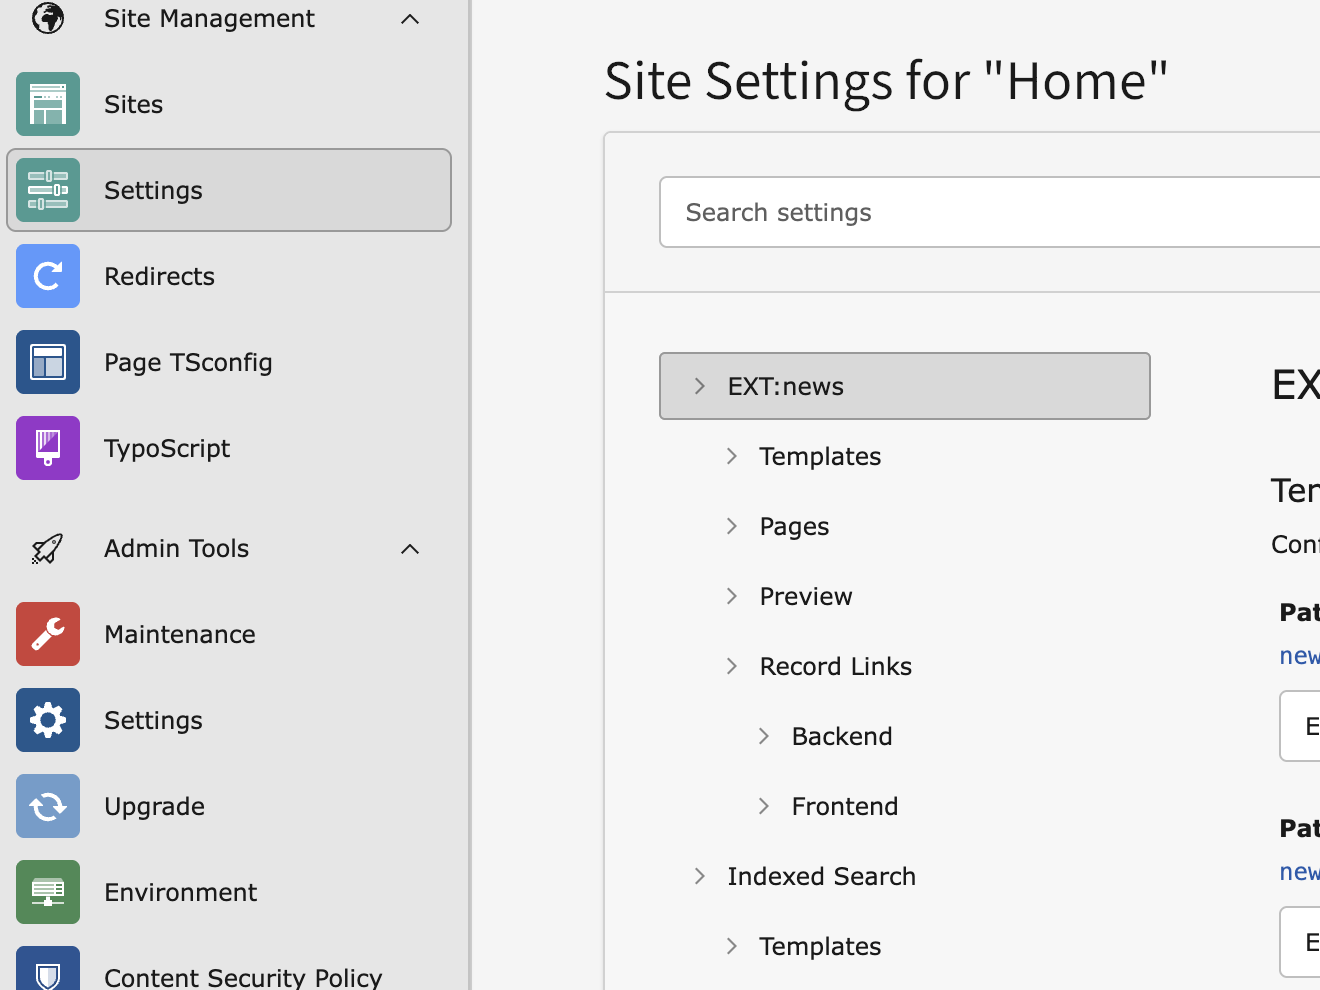 Site Management
Sites
Settings
Redirects
Page TSconfig
TypoScript
Admin Tools
Maintenance
Settings
Upgrade
Environment
Content Security Policy
Site Settings for "Home"
Search settings
EXT:news
Templates
Pages
Preview
Record Links
Backend
Frontend
Indexed Search
Templates
EX
Conf
Pat
new
E
Pat
new
E